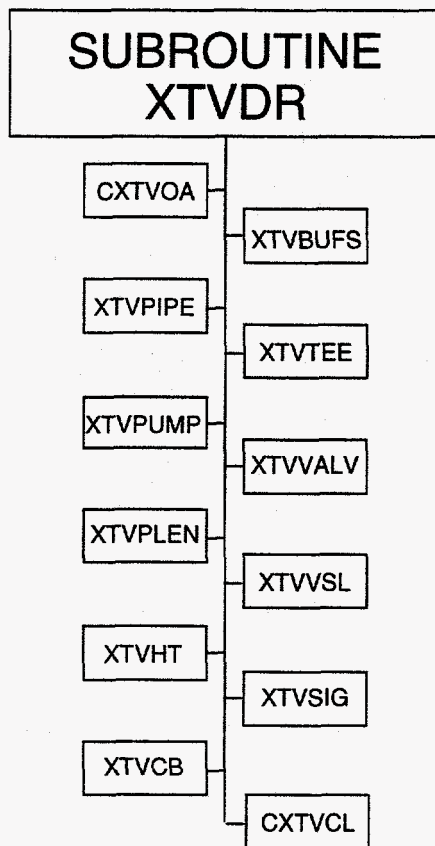 SUBROUTINE
XTVDR
CXTVOA
XTVBUFS
XTVPIPE
XTVTEE
XTVPUMP
XTVVALV
XTVPLEN
XTVVSL
XTVHT
XTVSIG
XTVCB
CXTVCL